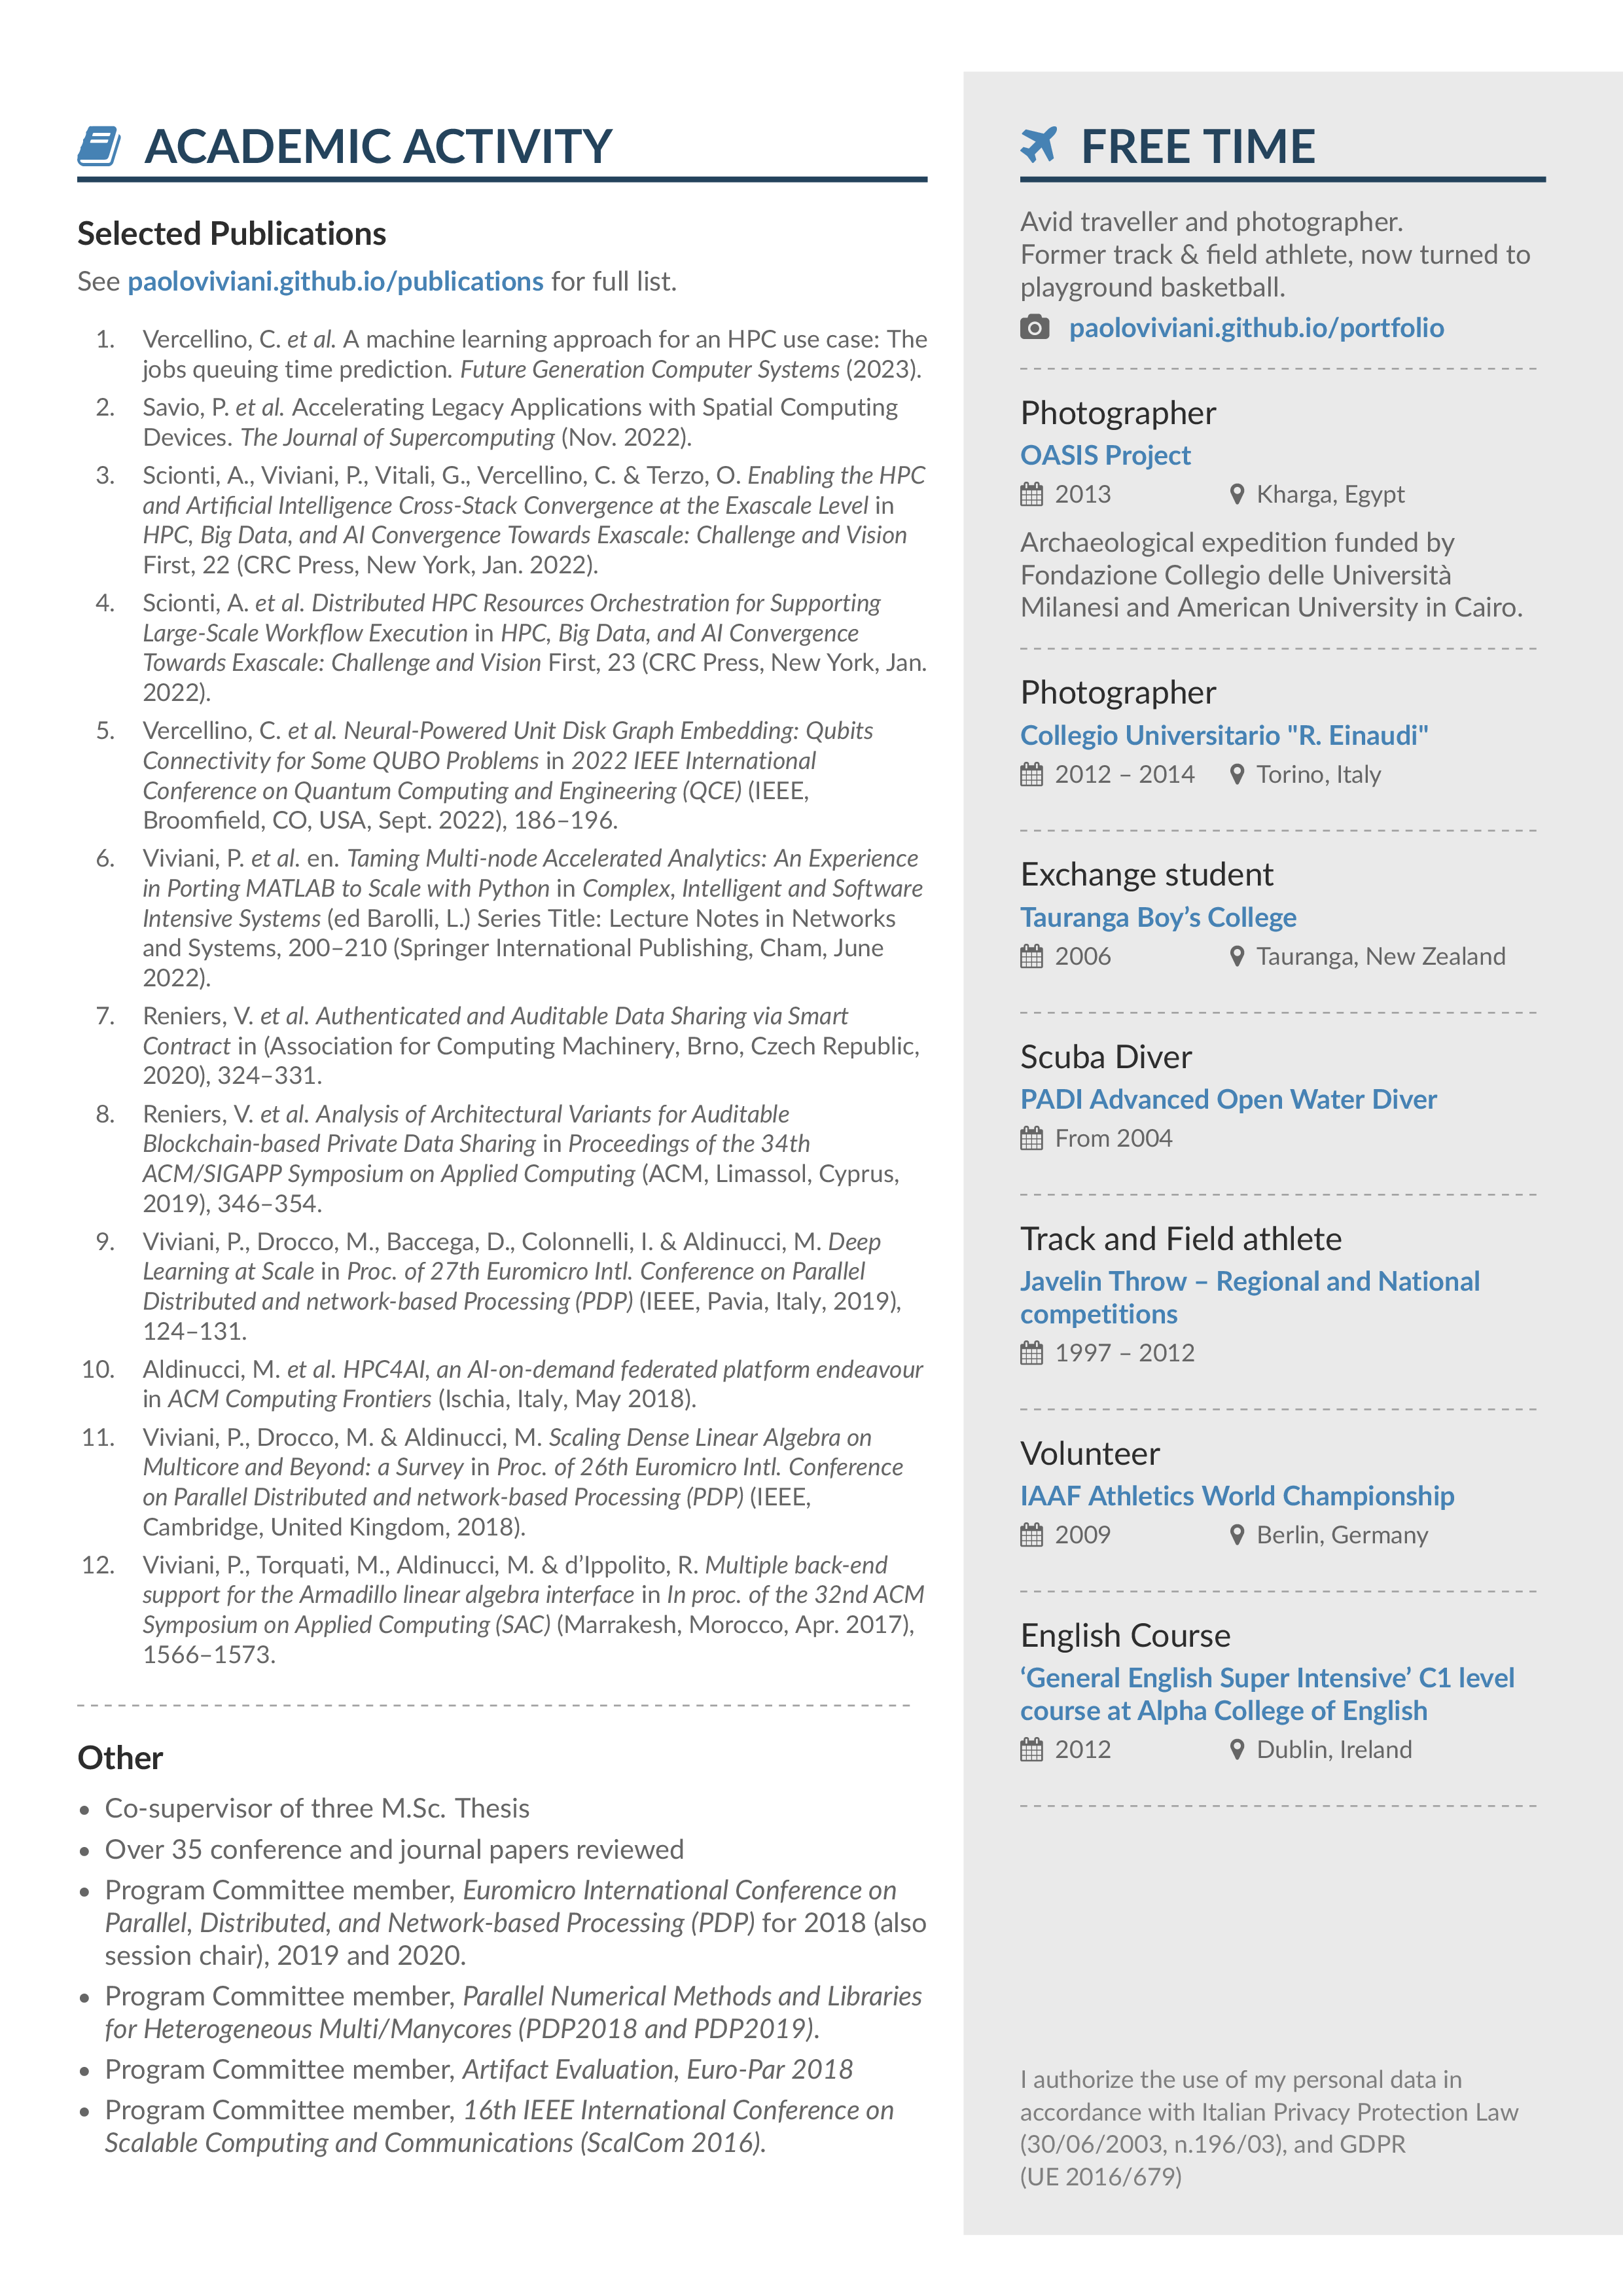 ACADEMIC ACTIVITY
Selected Publications
See paoloviviani.github.io/publications for full list.
1. Vercellino, C. et al. A machine learning approach for an HPC use case: The
jobs queuing time prediction. Future Generation Computer Systems (2023).
2. Savio, P. et al. Accelerating Legacy Applications with Spatial Computing
Devices. The Journal of Supercomputing (Nov. 2022).
3. Scionti, A., Viviani, P., Vitali, G., Vercellino, C. & Terzo, O. Enabling the HPC
and Artificial Intelligence Cross-Stack Convergence at the Exascale Level in
HPC, Big Data, and AI Convergence Towards Exascale: Challenge and Vision
First, 22 (CRC Press, New York, Jan. 2022).
4. Scionti, A. et al. Distributed HPC Resources Orchestration for Supporting
Large-Scale Workflow Execution in HPC, Big Data, and AI Convergence
Towards Exascale: Challenge and Vision First, 23 (CRC Press, New York, Jan.
2022).
5. Vercellino, C. et al. Neural-Powered Unit Disk Graph Embedding: Qubits
Connectivity for Some QUBO Problems in 2022 IEEE International
Conference on Quantum Computing and Engineering (QCE) (IEEE,
Broomfield, CO, USA, Sept. 2022), 186–196.
6. Viviani, P. et al. en. Taming Multi-node Accelerated Analytics: An Experience
in Porting MATLAB to Scale with Python in Complex, Intelligent and Software
Intensive Systems (ed Barolli, L.) Series Title: Lecture Notes in Networks
and Systems, 200–210 (Springer International Publishing, Cham, June
2022).
7. Reniers, V. et al. Authenticated and Auditable Data Sharing via Smart
Contract in (Association for Computing Machinery, Brno, Czech Republic,
2020), 324–331.
8. Reniers, V. et al. Analysis of Architectural Variants for Auditable
Blockchain-based Private Data Sharing in Proceedings of the 34th
ACM/SIGAPP Symposium on Applied Computing (ACM, Limassol, Cyprus,
2019), 346–354.
9. Viviani, P., Drocco, M., Baccega, D., Colonnelli, I. & Aldinucci, M. Deep
Learning at Scale in Proc. of 27th Euromicro Intl. Conference on Parallel
Distributed and network-based Processing (PDP) (IEEE, Pavia, Italy, 2019),
124–131.
10. Aldinucci, M. et al. HPC4AI, an AI-on-demand federated platform endeavour
in ACM Computing Frontiers (Ischia, Italy, May 2018).
11. Viviani, P., Drocco, M. & Aldinucci, M. Scaling Dense Linear Algebra on
Multicore and Beyond: a Survey in Proc. of 26th Euromicro Intl. Conference
on Parallel Distributed and network-based Processing (PDP) (IEEE,
Cambridge, United Kingdom, 2018).
12. Viviani, P., Torquati, M., Aldinucci, M. & d’Ippolito, R. Multiple back-end
support for the Armadillo linear algebra interface in In proc. of the 32nd ACM
Symposium on Applied Computing (SAC) (Marrakesh, Morocco, Apr. 2017),
1566–1573.
Other
• Co-supervisor of three M.Sc. Thesis
• Over 35 conference and journal papers reviewed
• Program Committee member, Euromicro International Conference on
Parallel, Distributed, and Network-based Processing (PDP) for 2018 (also
session chair), 2019 and 2020.
• Program Committee member, Parallel Numerical Methods and Libraries
for Heterogeneous Multi/Manycores (PDP2018 and PDP2019).
• Program Committee member, Artifact Evaluation, Euro-Par 2018
• Program Committee member, 16th IEEE International Conference on
Scalable Computing and Communications (ScalCom 2016).
FREE TIME
Avid traveller and photographer.
Former track & field athlete, now turned to
playground basketball.
paoloviviani.github.io/portfolio
Photographer
OASIS Project
2013 Kharga, Egypt
Archaeological expedition funded by
Fondazione Collegio delle Università
Milanesi and American University in Cairo.
Photographer
Collegio Universitario "R. Einaudi"
2012 – 2014 Torino, Italy
Exchange student
Tauranga Boy’s College
2006 Tauranga, New Zealand
Scuba Diver
PADI Advanced Open Water Diver
From 2004
Track and Field athlete
Javelin Throw – Regional and National
competitions
1997 – 2012
Volunteer
IAAF Athletics World Championship
2009 Berlin, Germany
English Course
‘General English Super Intensive’ C1 level
course at Alpha College of English
2012 Dublin, Ireland
I authorize the use of my personal data in
accordance with Italian Privacy Protection Law
(30/06/2003, n.196/03), and GDPR
(UE 2016/679)